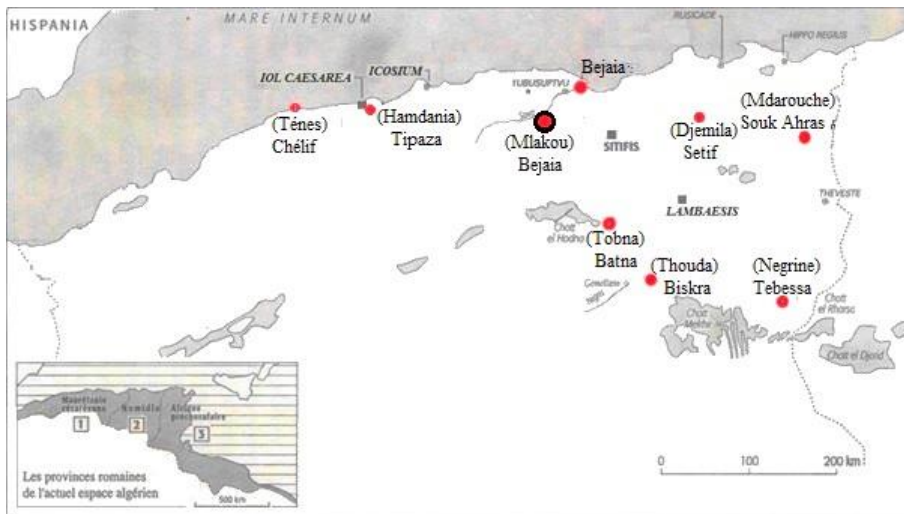 HISPANIA
MARE INTERNUM
RUSICADE
HIPPO REGIUS
IOL CAESAREA
ICOSIUM
TUBUSUPTVU
Bejaia
(Ténes)
Chélif
(Hamdania)
Tipaza
(Mlakou)
Bejaia
SITIFIS
(Djemila)
Setif
(Mdarouche)
Souk Ahras
THEVESTE
LAMBAESIS
Chott
el Hodna
(Tobna)
Batna
(Thouda)
Biskra
(Negrine)
Tebessa
Gemellae
Chott
Melrhir
Chott
el Rharsa
Chott el Djerid
Maurétanie
césarienne
Numidie
Afrique
proconsulaire
1
2
3
Les provinces romaines
de l'actuel espace algérien
500 km
0
100
200 km